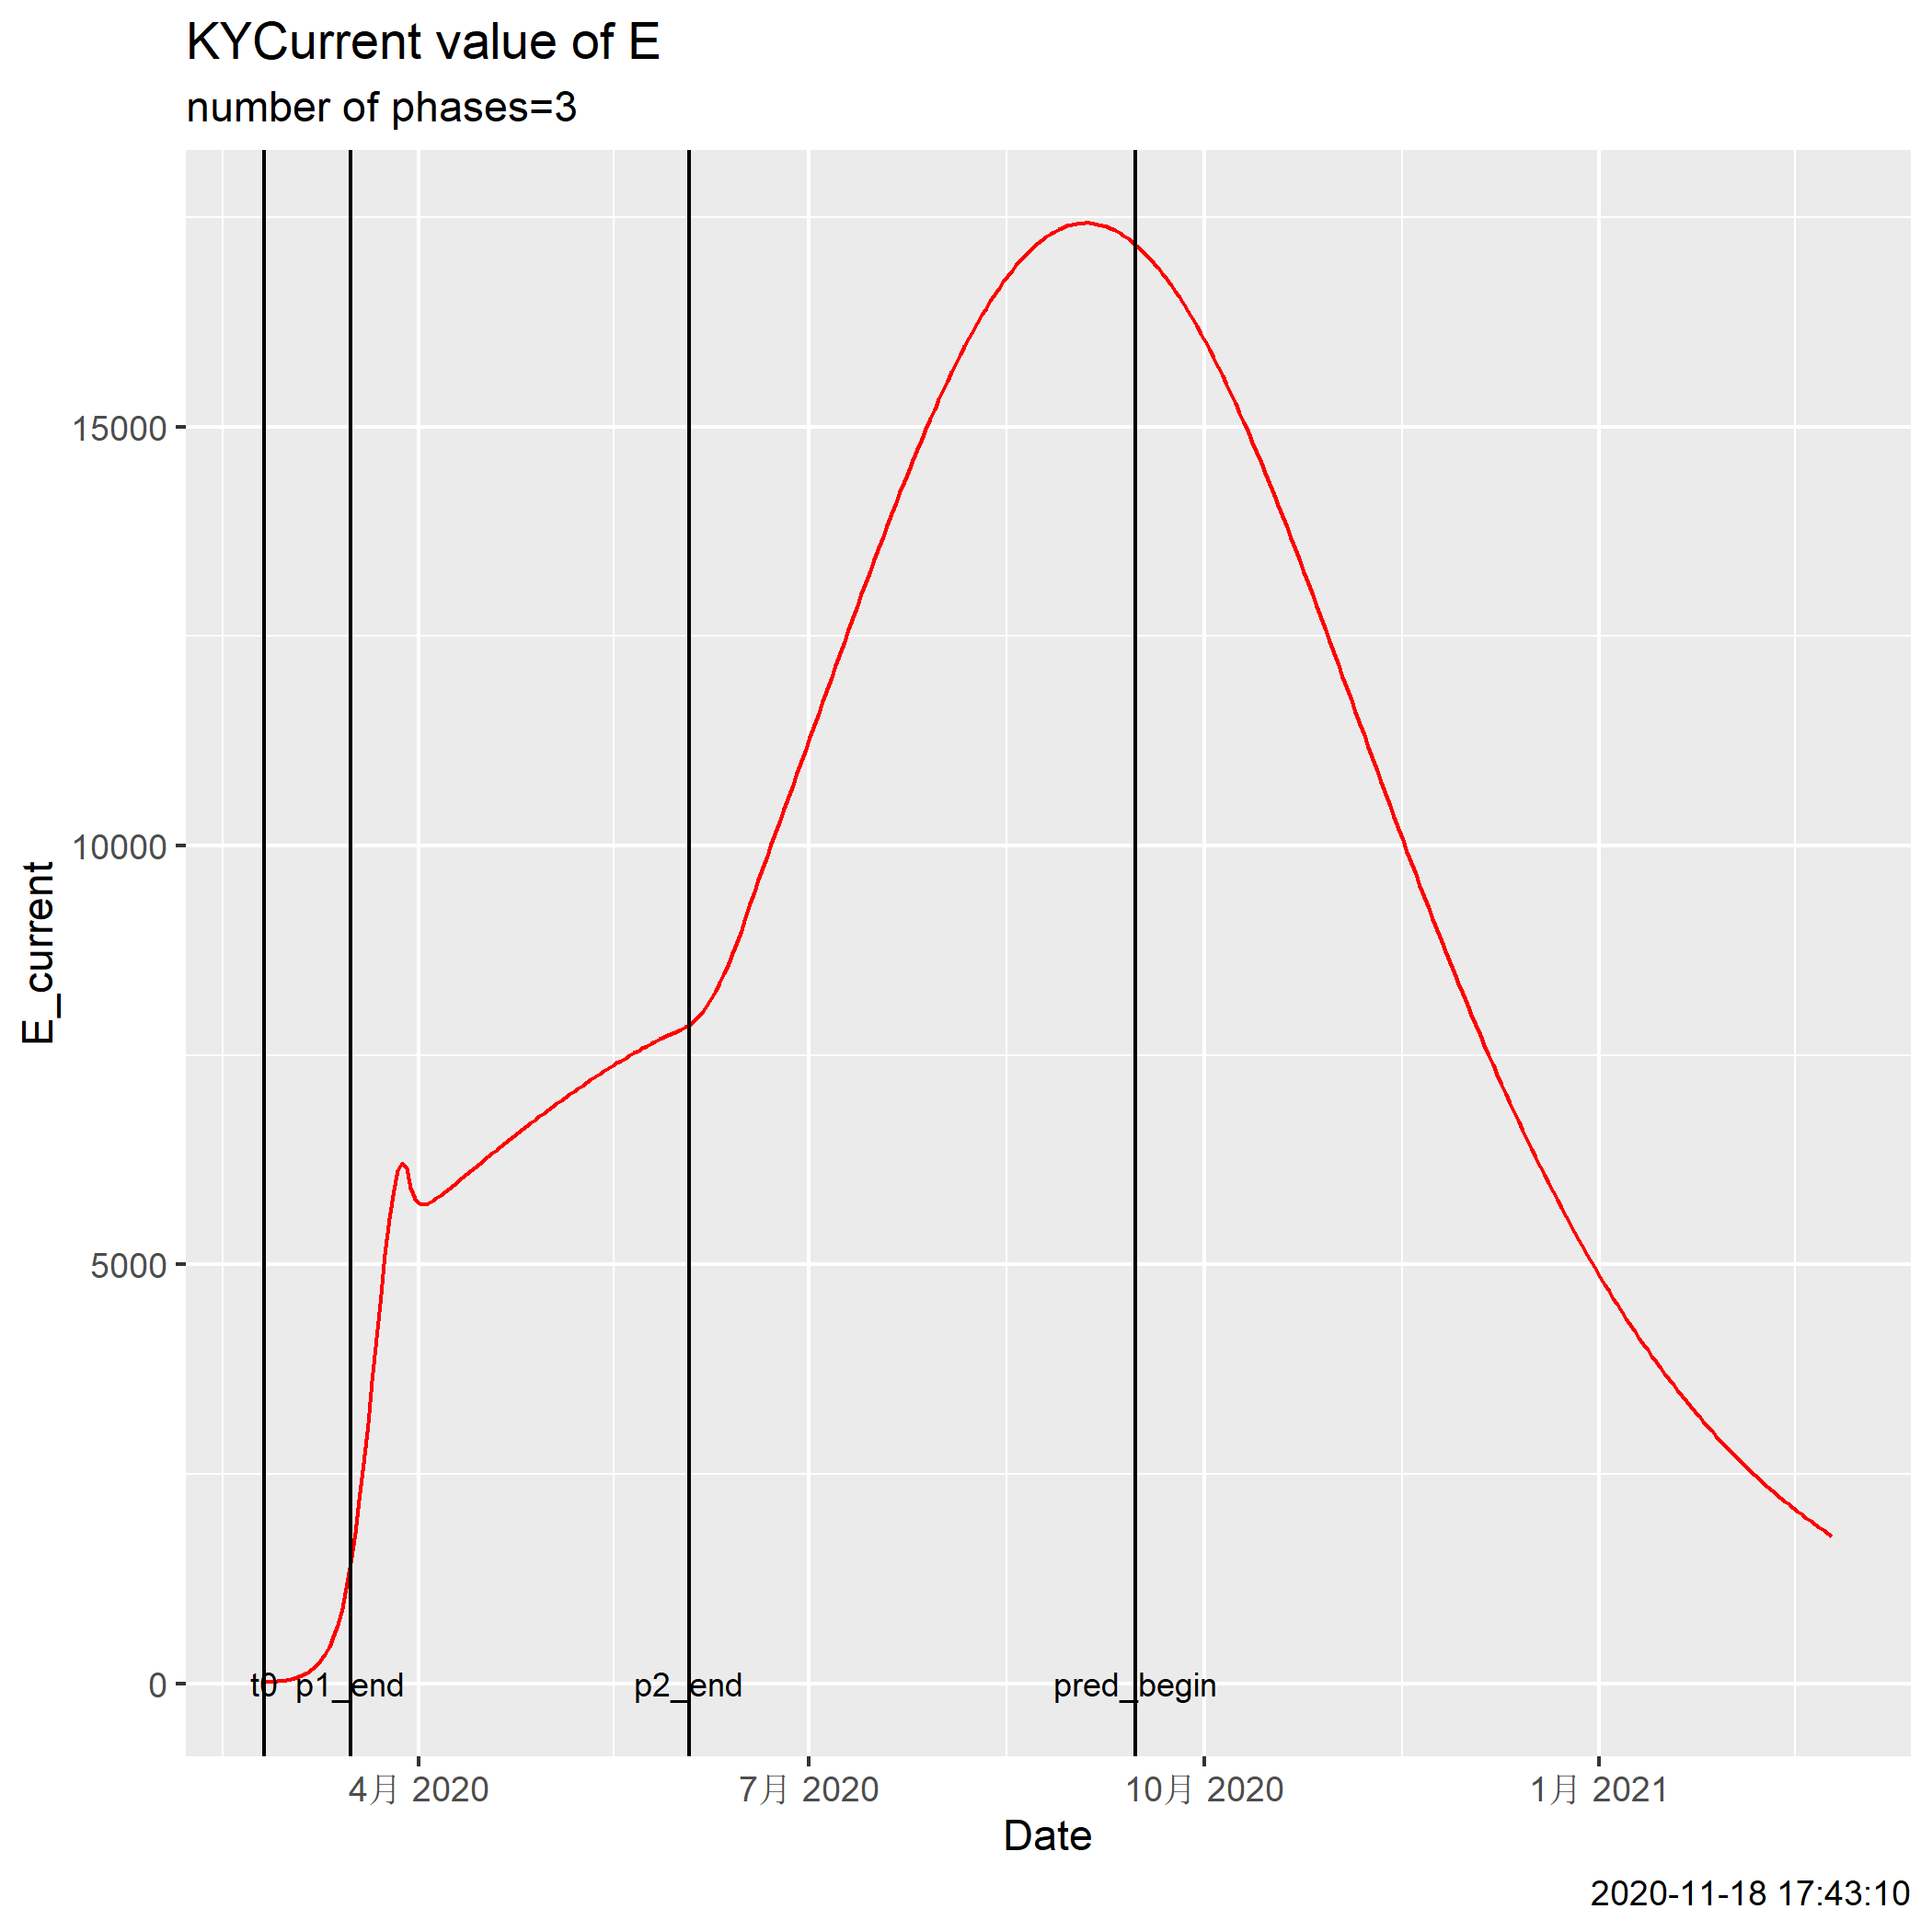 KYCurrent value of E
number of phases=3
15000
10000
5000
0
E_current
t0 p1_end p2_end pred_begin
4月 2020 7月 2020 10月 2020 1月 2021
Date
2020-11-18 17:43:10